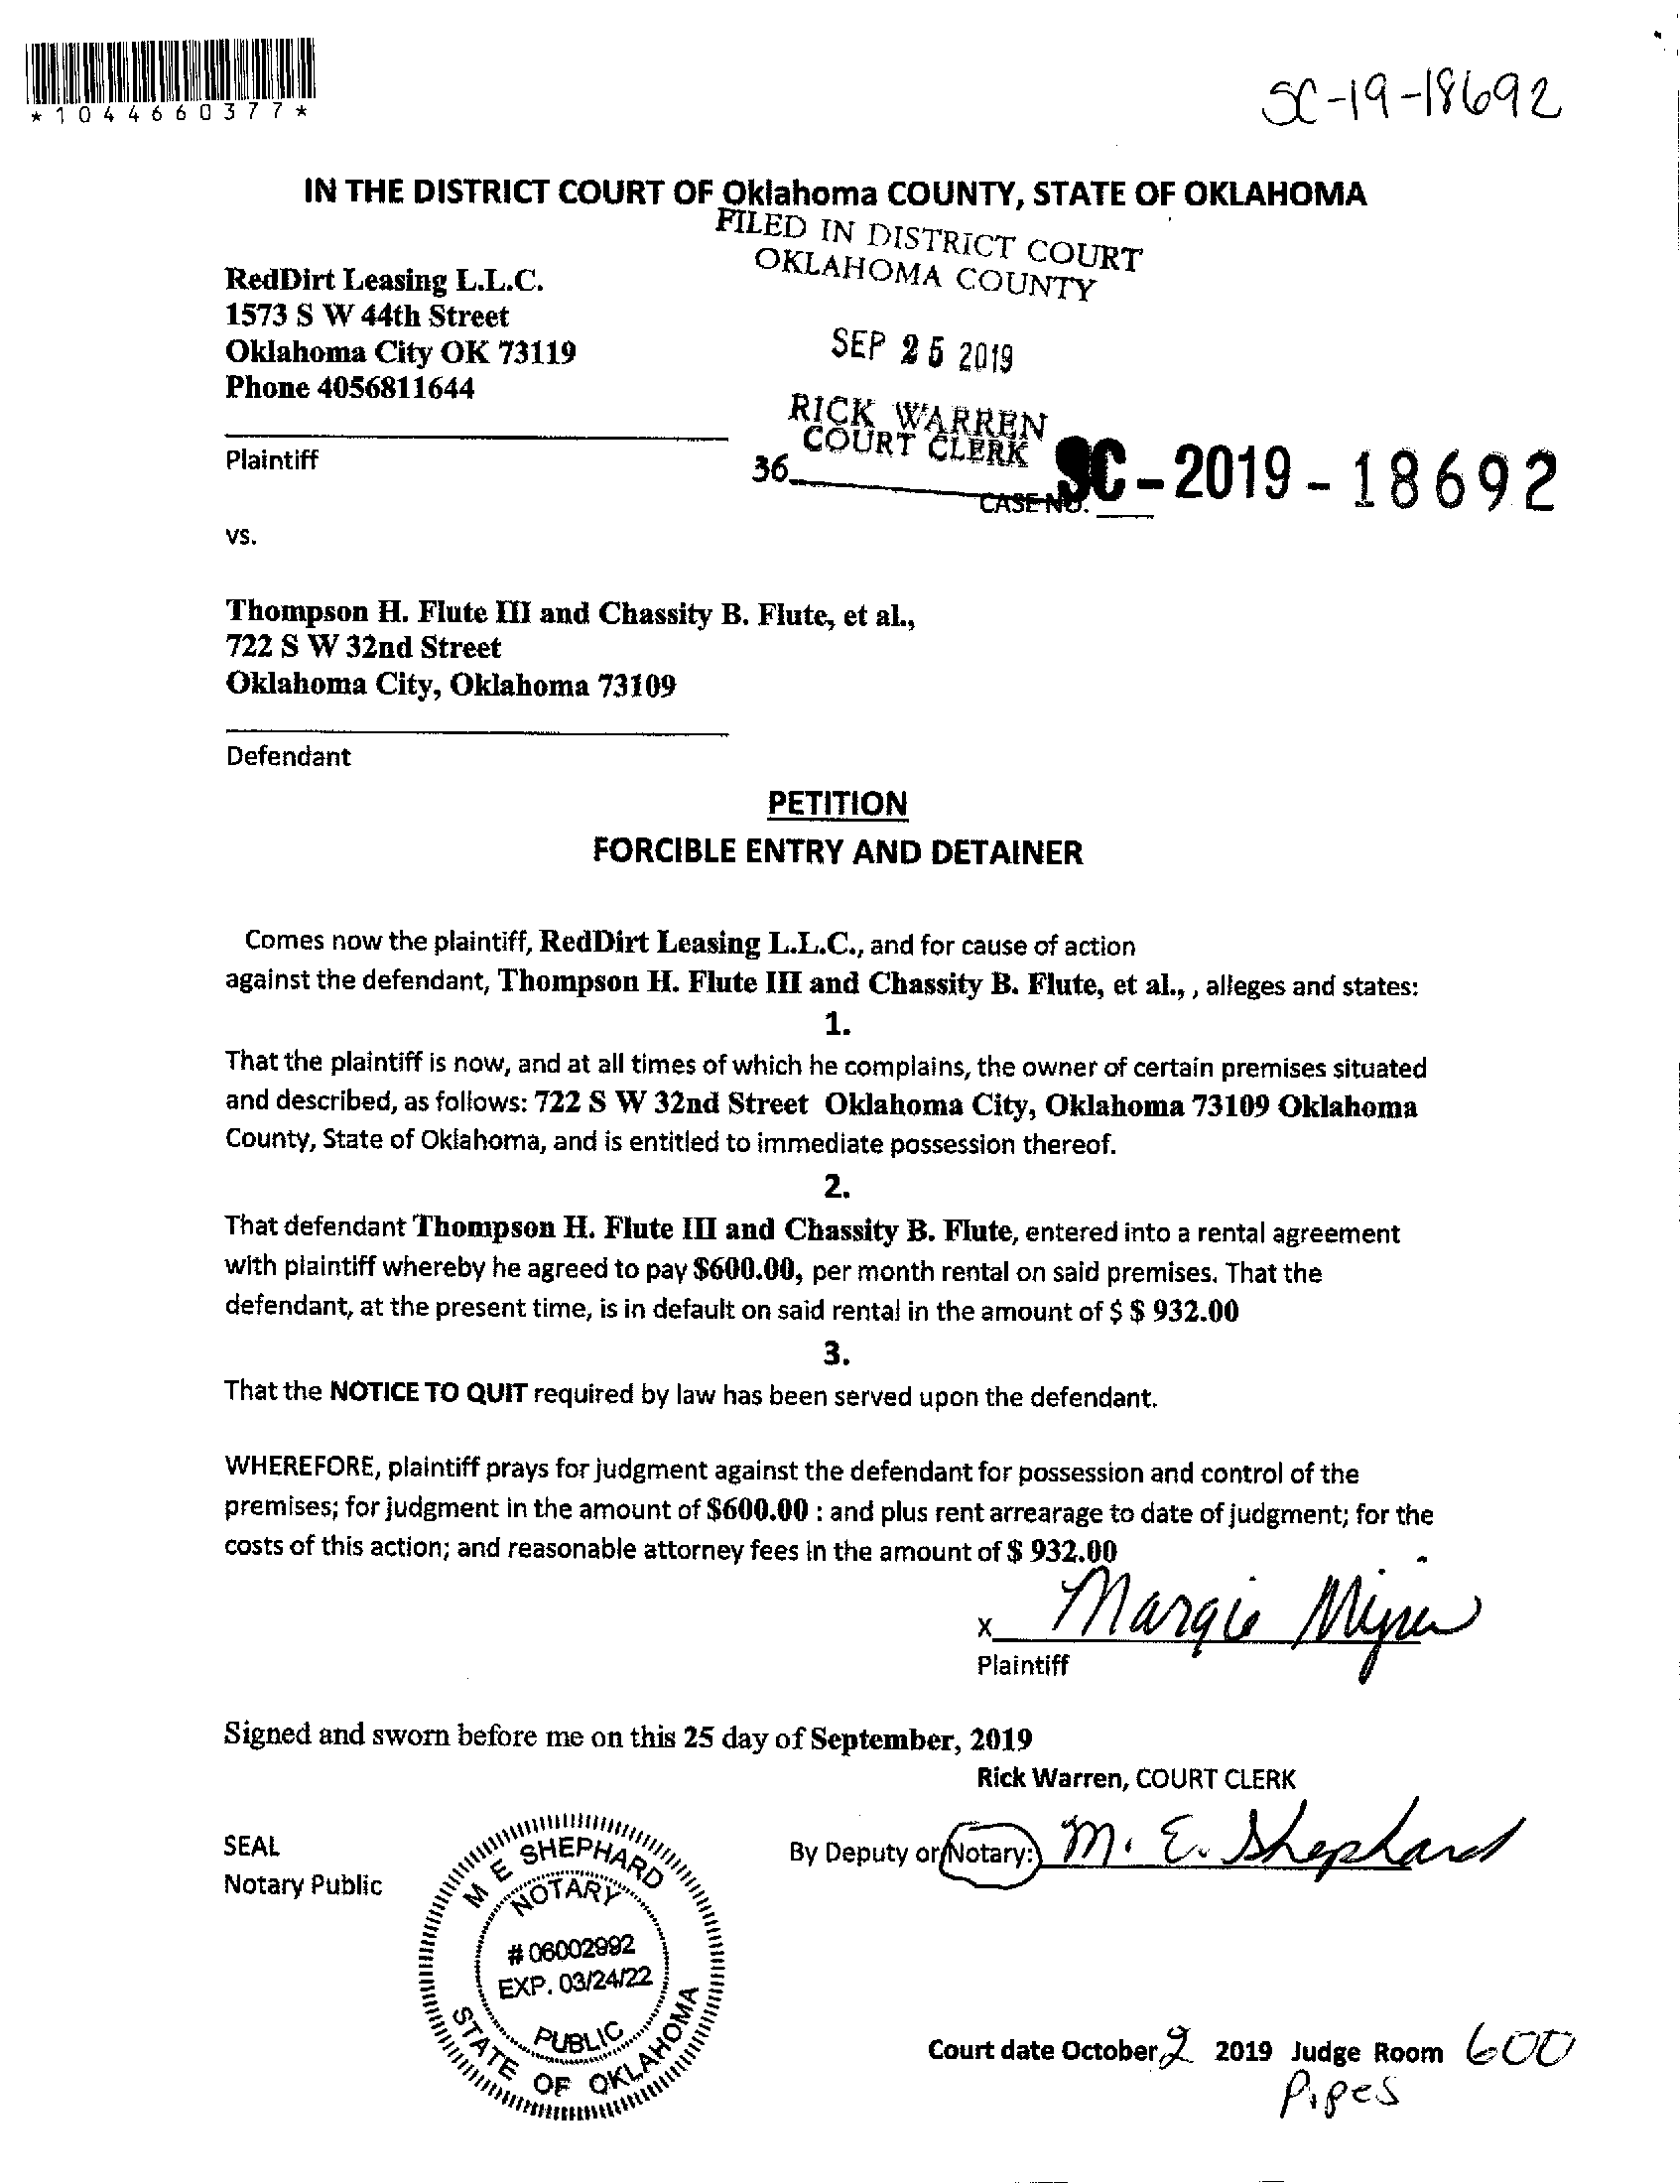 *1044660377*
SC-19-18692
IN THE DISTRICT COURT OF Oklahoma COUNTY, STATE OF OKLAHOMA
FILED IN DISTRICT COURT
OKLAHOMA COUNTY
RedDirt Leasing L.L.C.
1573 S W 44th Street
Oklahoma City OK 73119
Phone 4056811644
SEP 25 2019
RICK WARREN
COURT CLERK
36
Plaintiff
CASE NO. SC-2019-18692
vs.
Thompson H. Flute III and Chassity B. Flute, et al.,
722 S W 32nd Street
Oklahoma City, Oklahoma 73109
Defendant
PETITION
FORCIBLE ENTRY AND DETAINER
Comes now the plaintiff, RedDirt Leasing L.L.C., and for cause of action
against the defendant, Thompson H. Flute III and Chassity B. Flute, et al., , alleges and states:
1.
That the plaintiff is now, and at all times of which he complains, the owner of certain premises situated
and described, as follows: 722 S W 32nd Street Oklahoma City, Oklahoma 73109 Oklahoma
County, State of Oklahoma, and is entitled to immediate possession thereof.
2.
That defendant Thompson H. Flute III and Chassity B. Flute, entered into a rental agreement
with plaintiff whereby he agreed to pay $600.00, per month rental on said premises. That the
defendant, at the present time, is in default on said rental in the amount of $ $ 932.00
3.
That the NOTICE TO QUIT required by law has been served upon the defendant.
WHEREFORE, plaintiff prays for judgment against the defendant for possession and control of the
premises; for judgment in the amount of $600.00 : and plus rent arrearage to date of judgment; for the
costs of this action; and reasonable attorney fees in the amount of $ 932.00
x Margie
Plaintiff
Signed and sworn before me on this 25 day of September, 2019
Rick Warren, COURT CLERK
SEAL
Notary Public
By Deputy or Notary: M. E. Shephard
M E SHEPHARD
NOTARY
# 06002992
EXP. 03/24/22
PUBLIC
STATE OF OKLAHOMA
Court date October 2 2019 Judge Room 600
Pipes